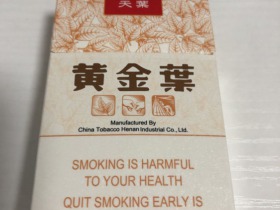 天葉
黄金葉
Manufactured By
China Tobacco Henan Industrial Co., Ltd.
SMOKING IS HARMFUL
TO YOUR HEALTH
QUIT SMOKING EARLY IS